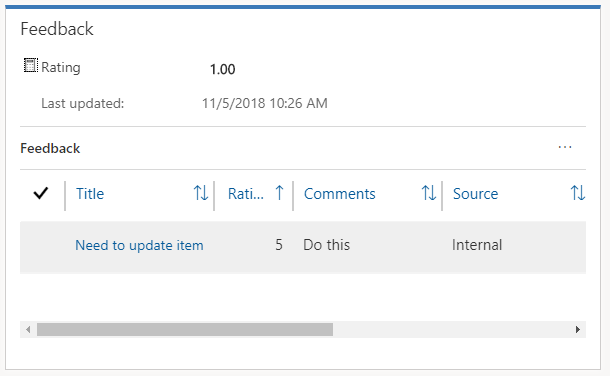 Feedback
Rating 1.00
Last updated: 11/5/2018 10:26 AM
Feedback ...
Title Rati... Comments Source
Need to update item 5 Do this Internal